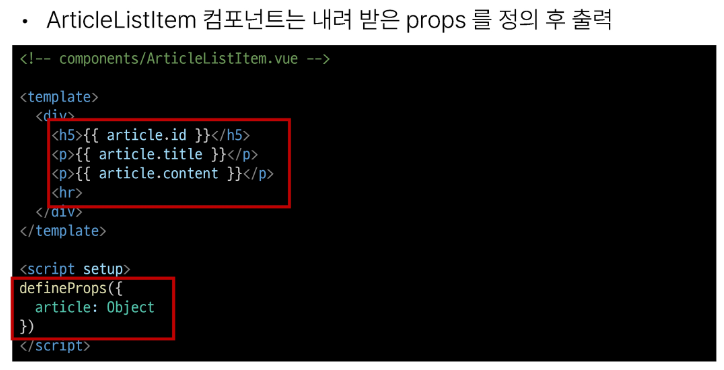 • ArticleListItem 컴포넌트는 내려 받은 props 를 정의 후 출력
<!-- components/ArticleListItem.vue -->
<template>
<div>
<h5>{{ article.id }}</h5>
<p>{{ article.title }}</p>
<p>{{ article.content }}</p>
<hr>
</div>
</template>
<script setup>
defineProps({
article: Object
})
</script>